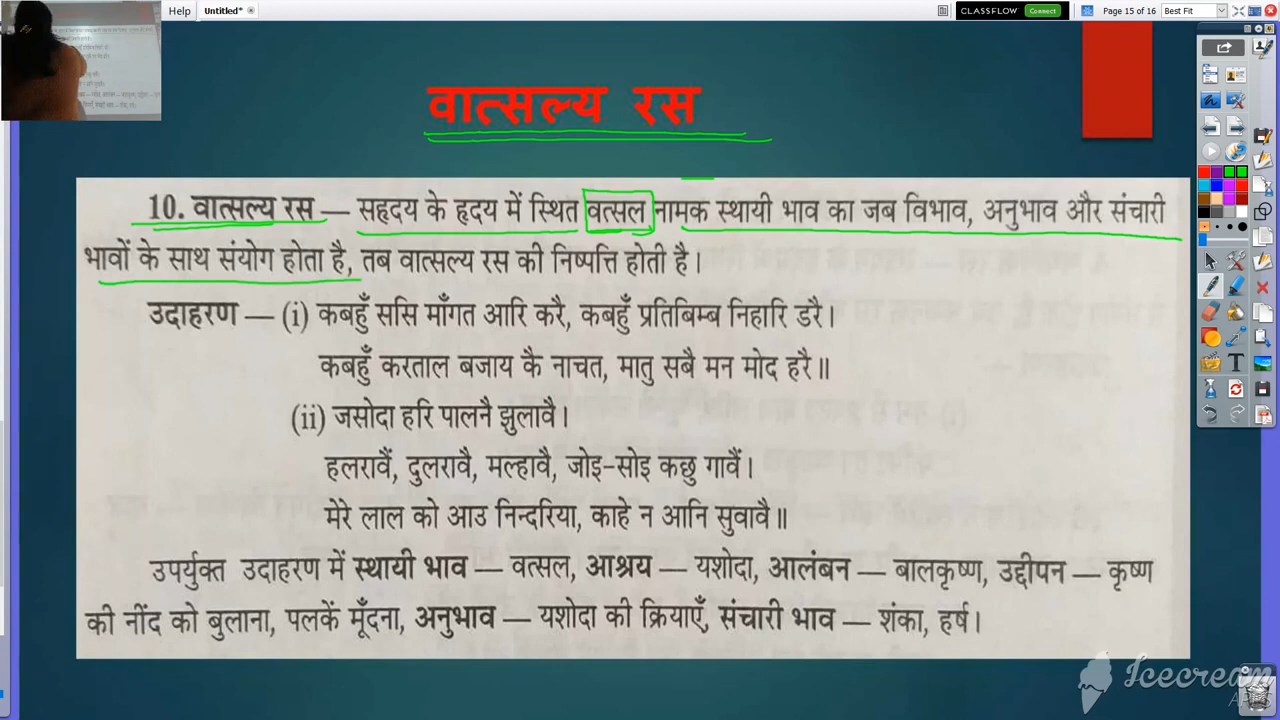 Help
Untitled*
CLASSFLOW
Connect
Page 15 of 16
Best Fit
वात्सल्य रस
10. वात्सल्य रस — सहृदय के हृदय में स्थित वत्सल नामक स्थायी भाव का जब विभाव, अनुभाव और संचारी
भावों के साथ संयोग होता है, तब वात्सल्य रस की निष्पत्ति होती है।
उदाहरण — (i) कबहुँ ससि माँगत आरि करै, कबहुँ प्रतिबिम्ब निहारि डरै।
कबहुँ करताल बजाय कै नाचत, मातु सबै मन मोद हरै॥
(ii) जसोदा हरि पालनै झुलावै।
हलरावैं, दुलरावै, मल्हावै, जोइ-सोइ कछु गावैं।
मेरे लाल को आउ निन्दरिया, काहे न आनि सुवावै॥
उपर्युक्त उदाहरण में स्थायी भाव — वत्सल, आश्रय — यशोदा, आलंबन — बालकृष्ण, उद्दीपन — कृष्ण
की नींद को बुलाना, पलकें मूँदना, अनुभाव — यशोदा की क्रियाएँ, संचारी भाव — शंका, हर्ष।
Icecream
APPS